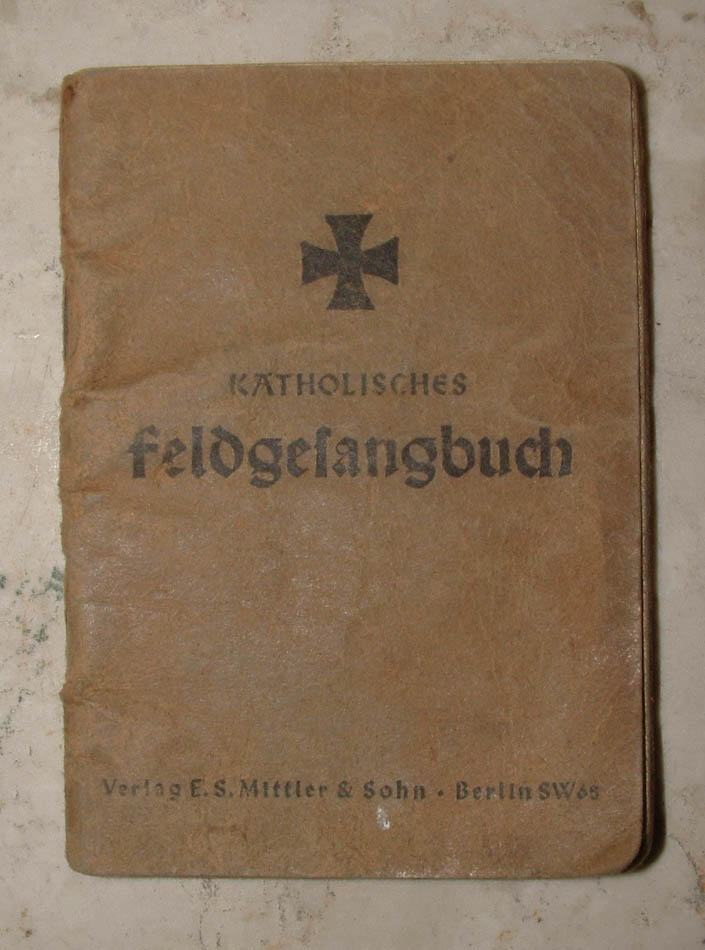 KATHOLISCHES
Feldgeſangbuch
Verlag E. S. Mittler & Sohn · Berlin SW68